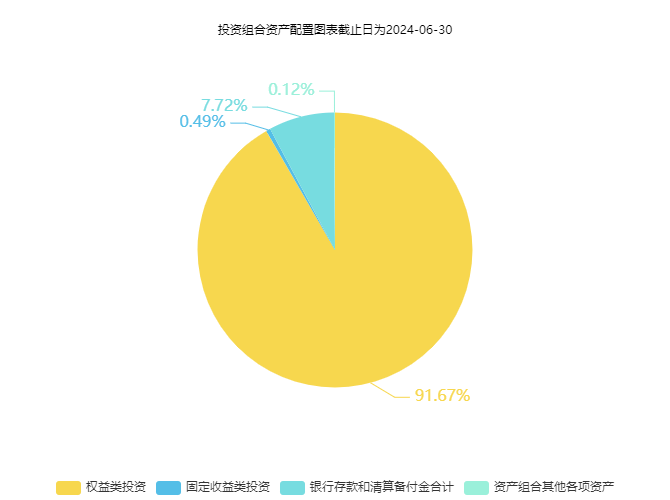 投资组合资产配置图表截止日为2024-06-30
0.12%
7.72%
0.49%
91.67%
权益类投资 固定收益类投资 银行存款和清算备付金合计 资产组合其他各项资产